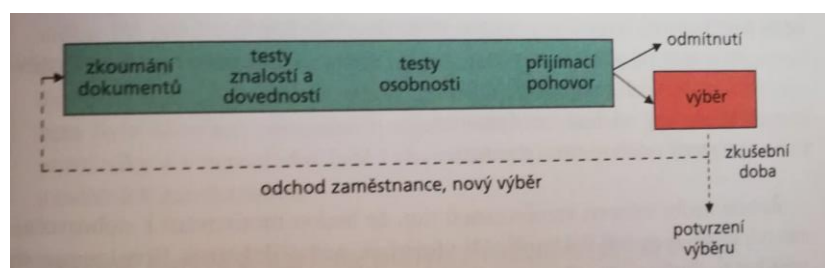 zkoumání
dokumentů
testy
znalostí a
dovedností
testy
osobnosti
přijímací
pohovor
odmítnutí
výběr
zkušební
doba
odchod zaměstnance, nový výběr
potvrzení
výběru